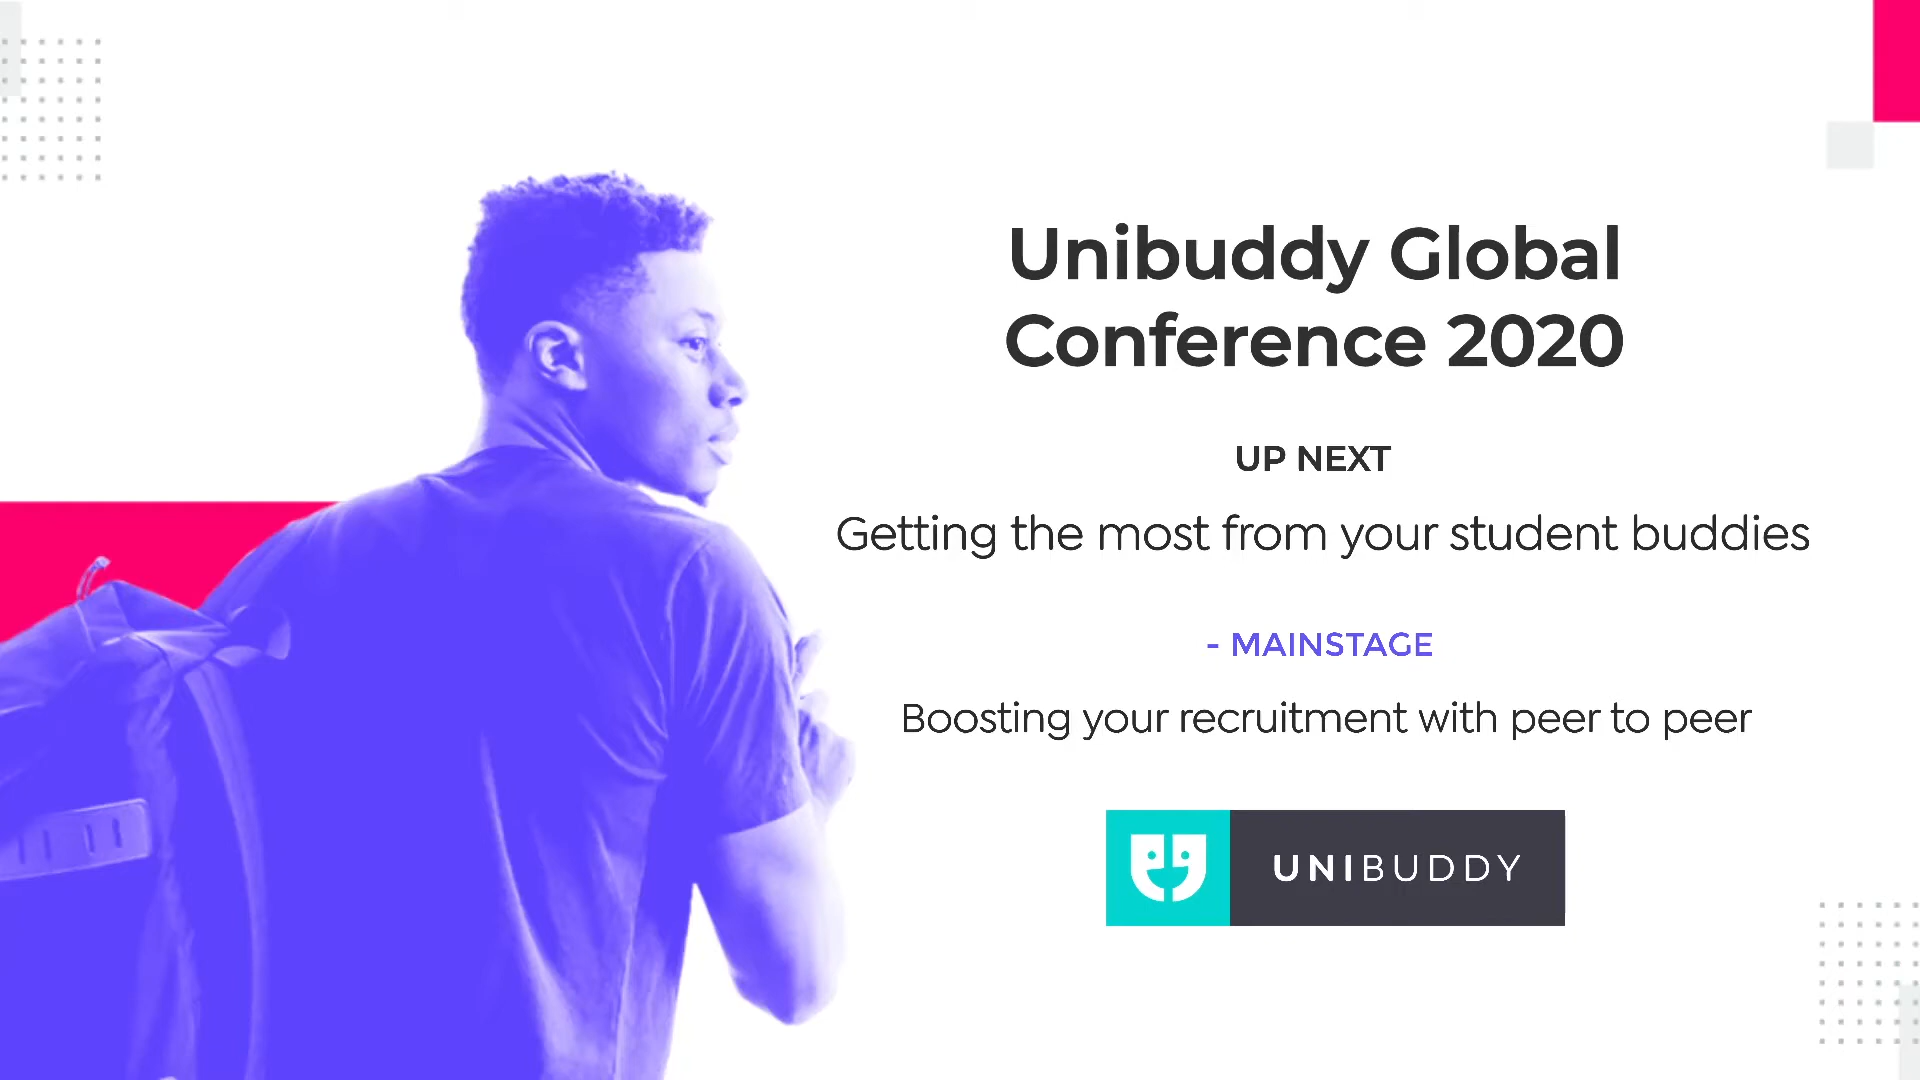 Unibuddy Global
Conference 2020
UP NEXT
Getting the most from your student buddies
- MAINSTAGE
Boosting your recruitment with peer to peer
UNIBUDDY